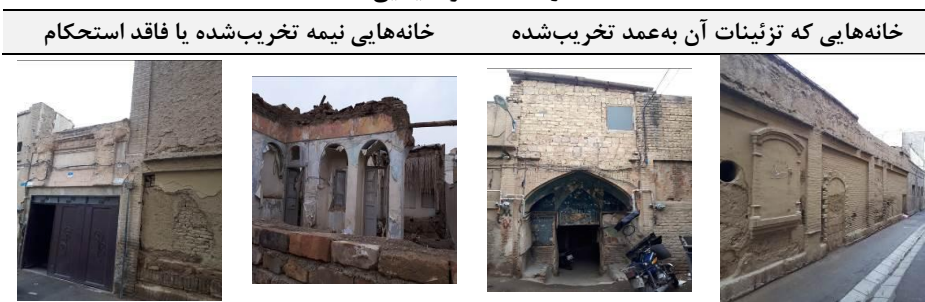 خانه‌هایی که تزئینات آن به‌عمد تخریب‌شده
خانه‌هایی نیمه تخریب‌شده یا فاقد استحکام